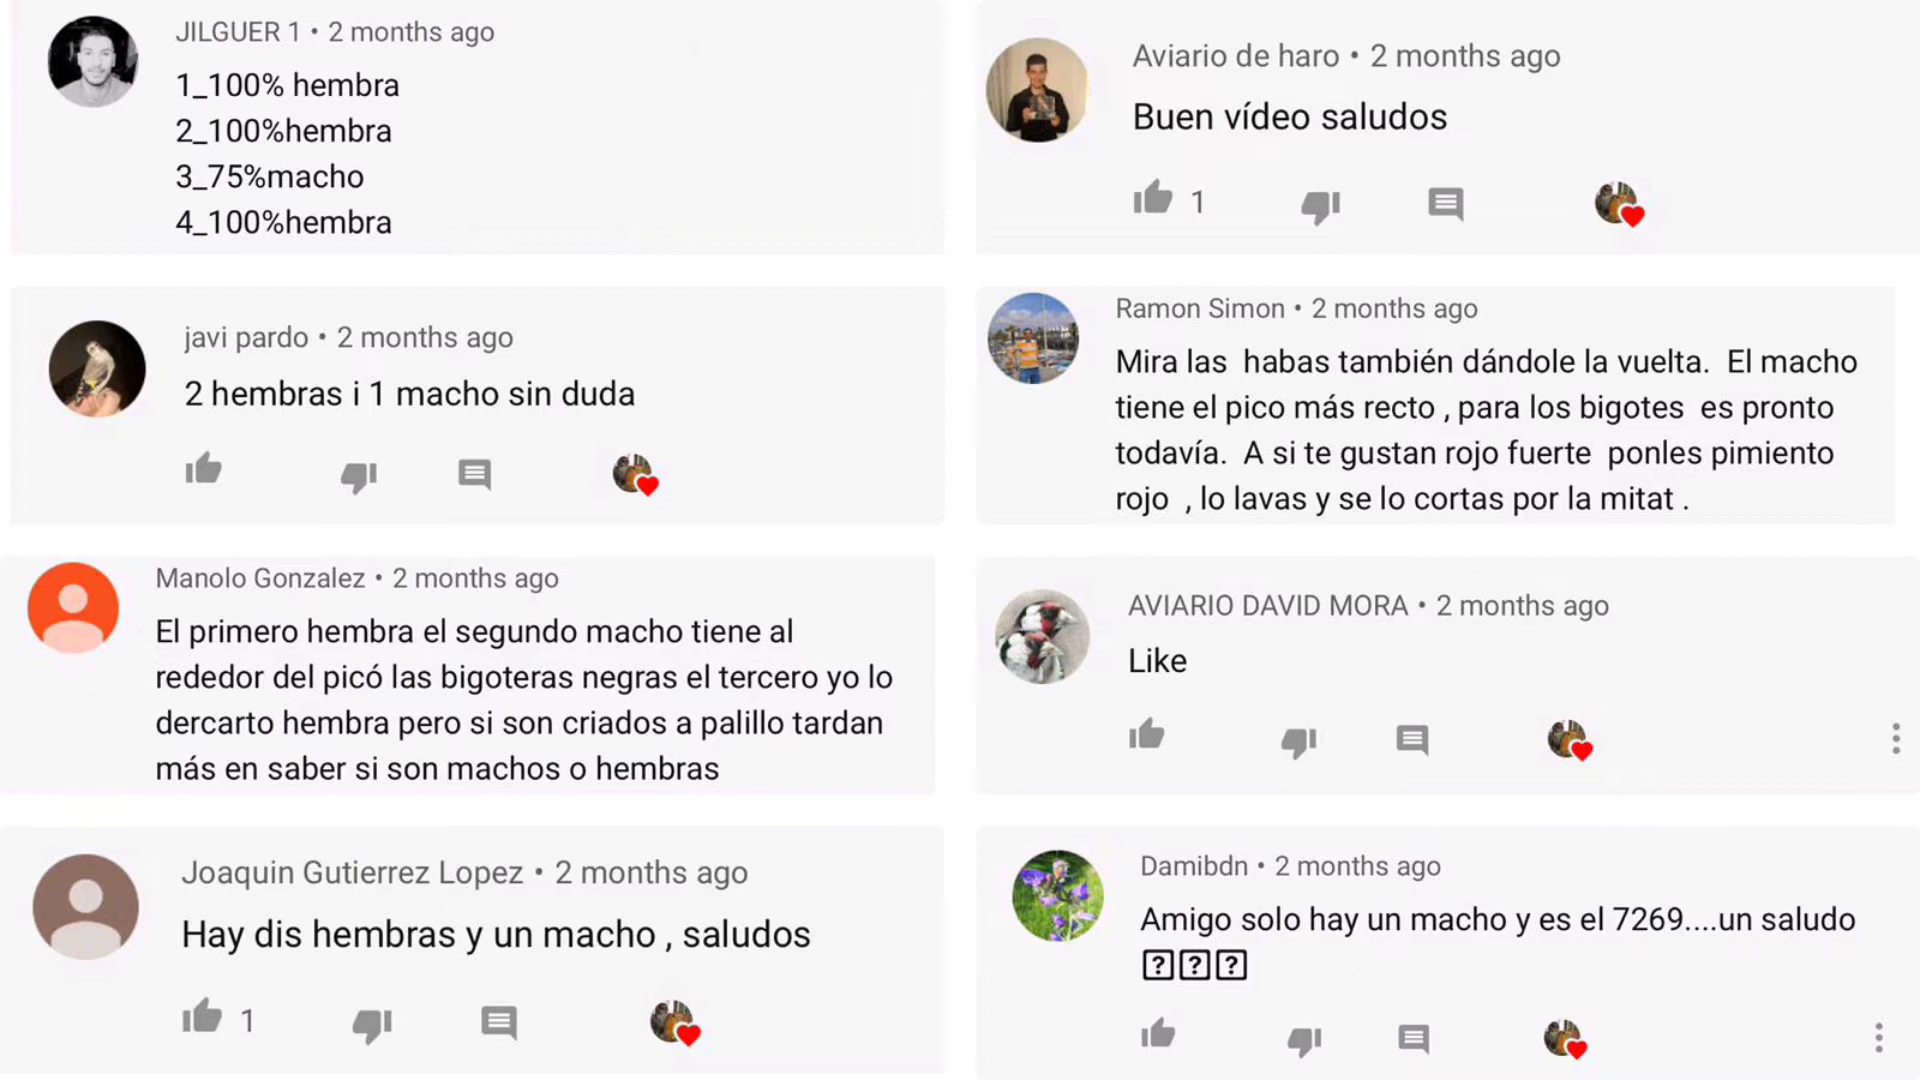 JILGUER 1 • 2 months ago
1_100% hembra
2_100%hembra
3_75%macho
4_100%hembra
Aviario de haro • 2 months ago
Buen vídeo saludos
1
javi pardo • 2 months ago
2 hembras i 1 macho sin duda
Ramon Simon • 2 months ago
Mira las habas también dándole la vuelta. El macho
tiene el pico más recto , para los bigotes es pronto
todavía. A si te gustan rojo fuerte ponles pimiento
rojo , lo lavas y se lo cortas por la mitat .
Manolo Gonzalez • 2 months ago
El primero hembra el segundo macho tiene al
rededor del picó las bigoteras negras el tercero yo lo
dercarto hembra pero si son criados a palillo tardan
más en saber si son machos o hembras
AVIARIO DAVID MORA • 2 months ago
Like
Joaquin Gutierrez Lopez • 2 months ago
Hay dis hembras y un macho , saludos
1
Damibdn • 2 months ago
Amigo solo hay un macho y es el 7269....un saludo